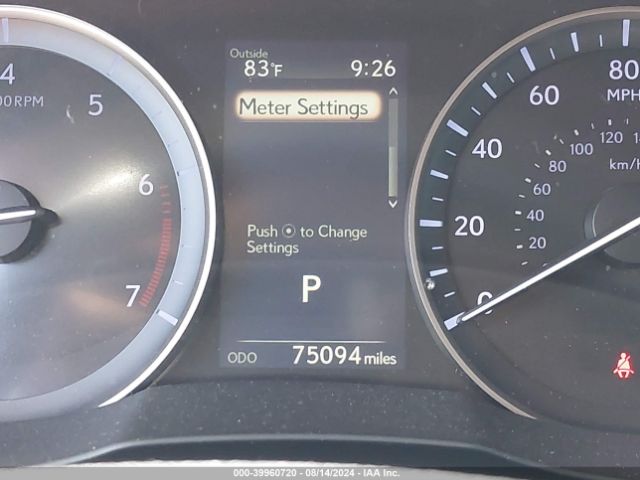 Outside
83°F 9:26
Meter Settings
Push ⦿ to Change
Settings
P
ODO 75094 miles
4
00RPM
5
6
7
80
MPH
60
40
20
0
120
100
80
60
40
20
km/h
000-39960720 - 08/14/2024 - IAA Inc.